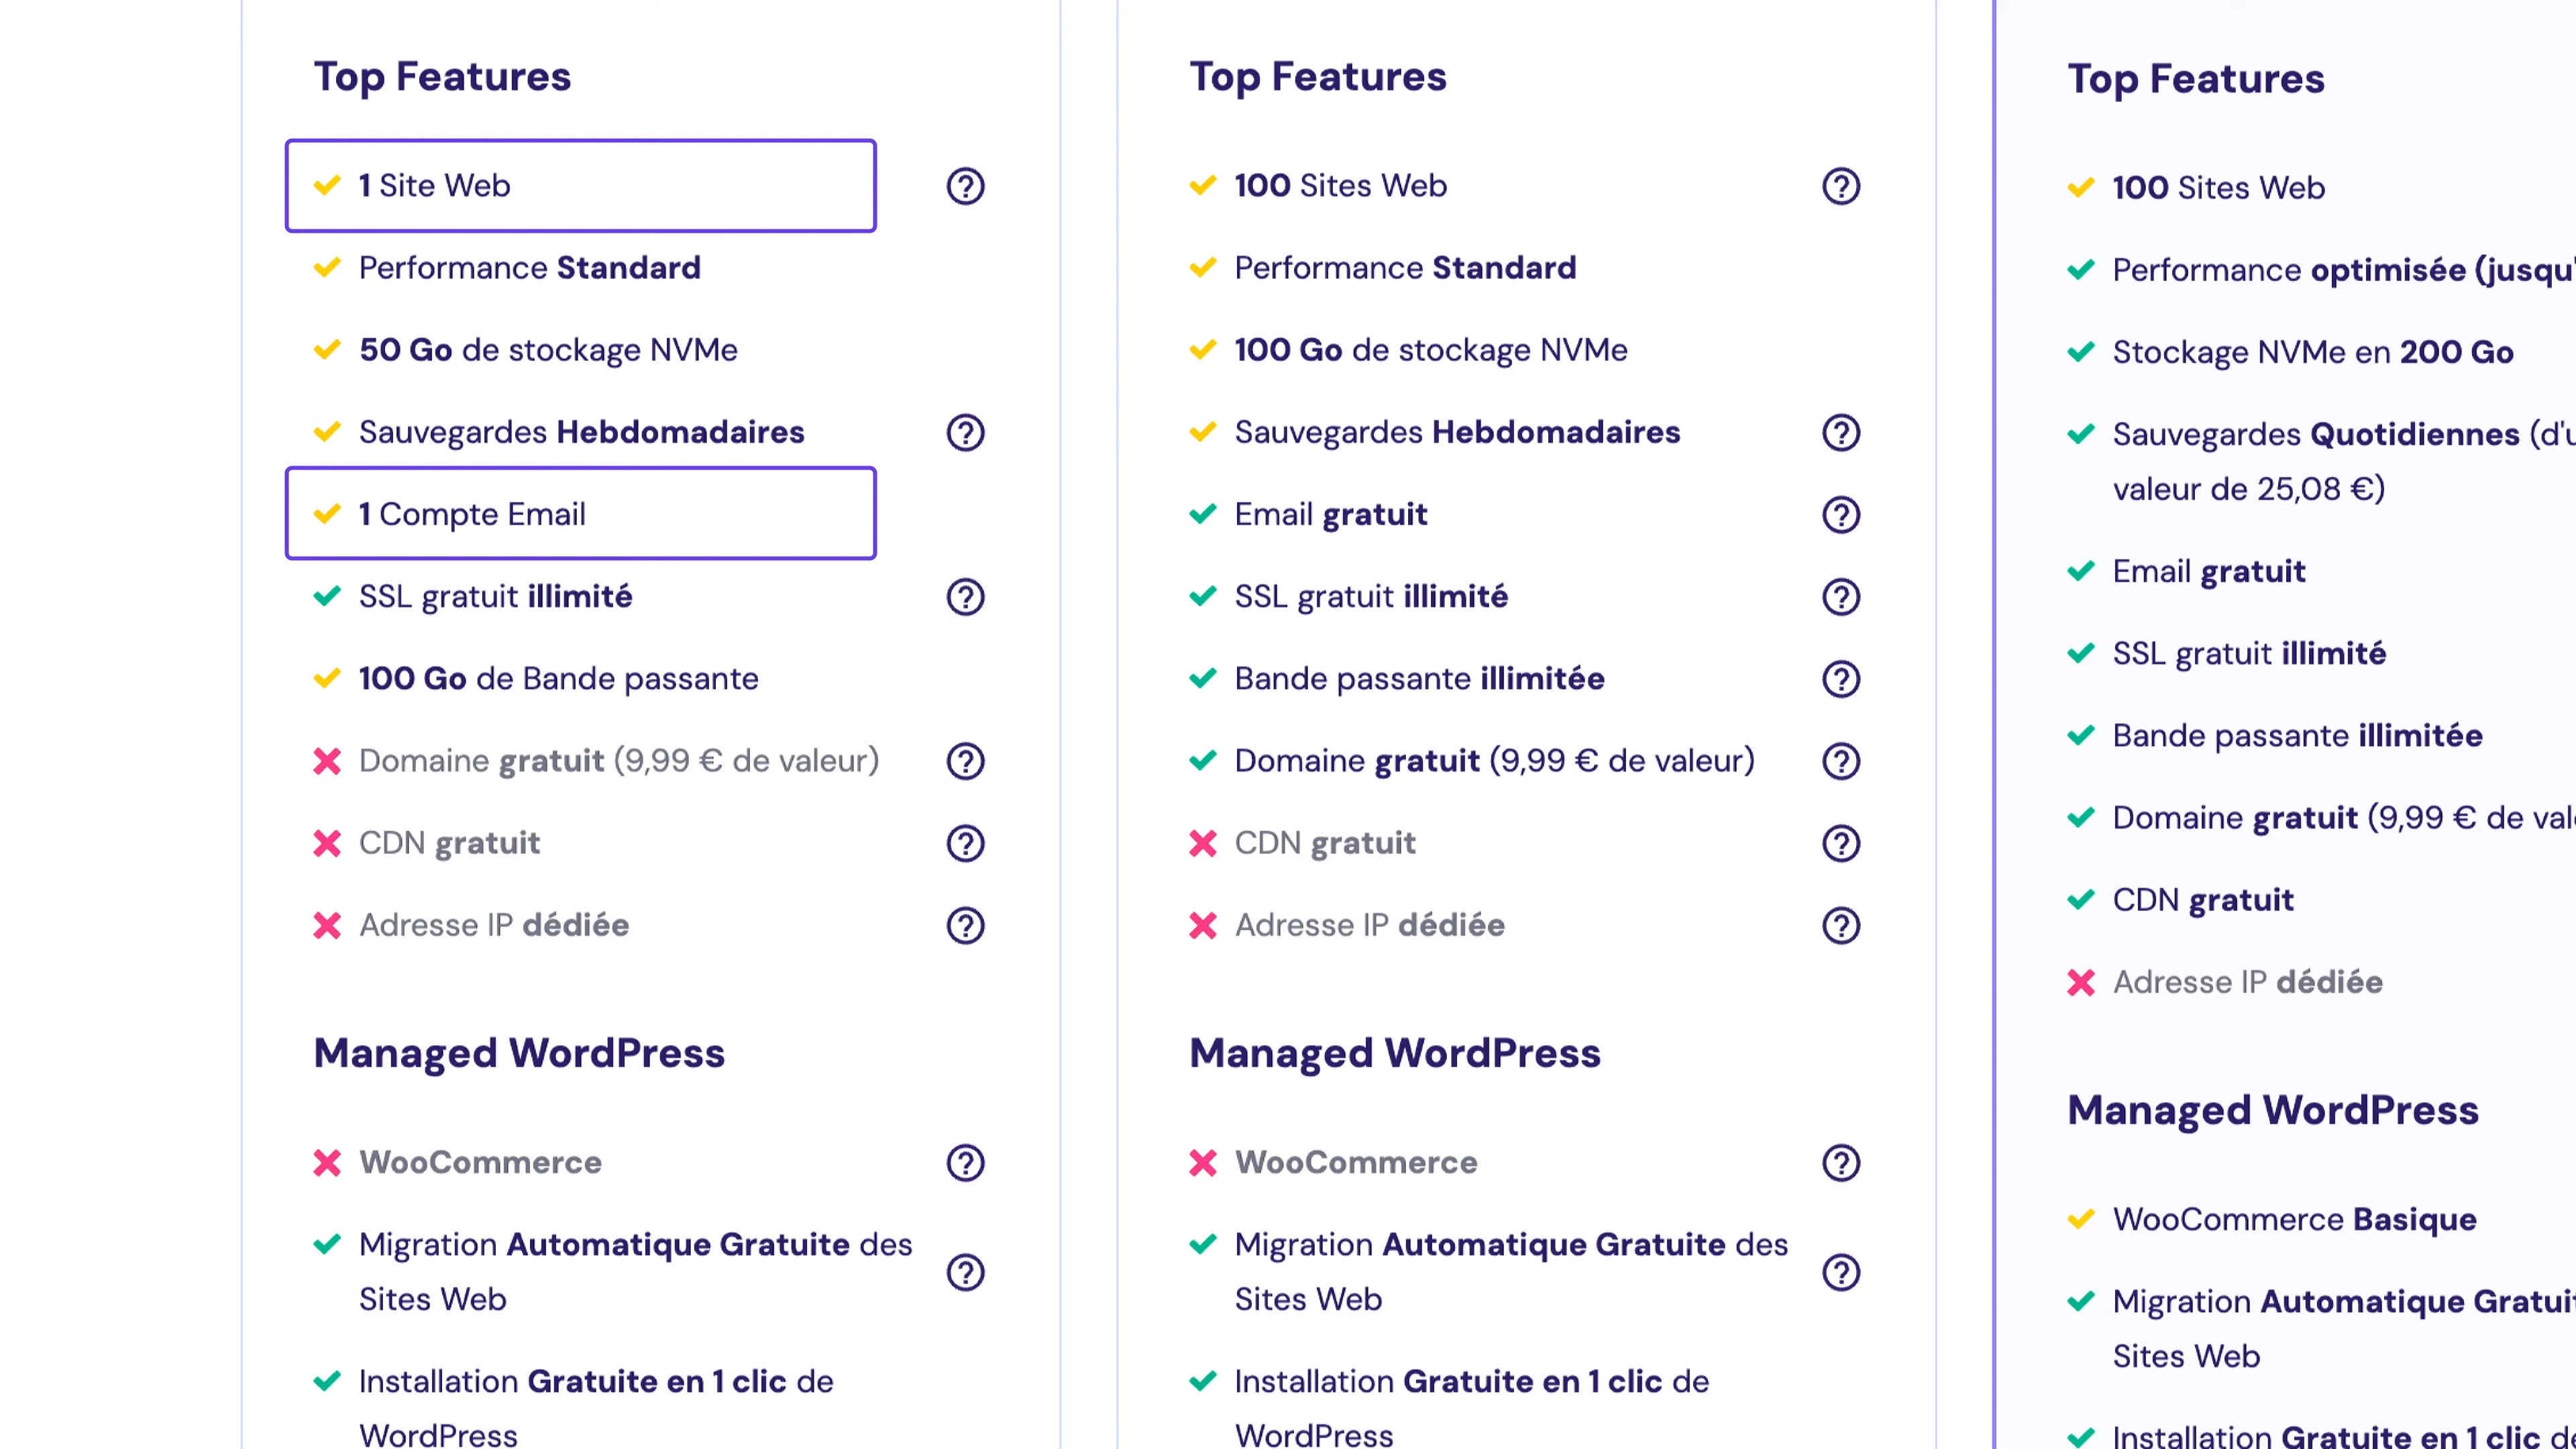 Top Features
1 Site Web
Performance Standard
50 Go de stockage NVMe
Sauvegardes Hebdomadaires
1 Compte Email
SSL gratuit illimité
100 Go de Bande passante
Domaine gratuit (9,99 € de valeur)
CDN gratuit
Adresse IP dédiée
Managed WordPress
WooCommerce
Migration Automatique Gratuite des
Sites Web
Installation Gratuite en 1 clic de
WordPress
Top Features
100 Sites Web
Performance Standard
100 Go de stockage NVMe
Sauvegardes Hebdomadaires
Email gratuit
SSL gratuit illimité
Bande passante illimitée
Domaine gratuit (9,99 € de valeur)
CDN gratuit
Adresse IP dédiée
Managed WordPress
WooCommerce
Migration Automatique Gratuite des
Sites Web
Installation Gratuite en 1 clic de
WordPress
Top Features
100 Sites Web
Performance optimisée (jusqu'
Stockage NVMe en 200 Go
Sauvegardes Quotidiennes (d'u
valeur de 25,08 €)
Email gratuit
SSL gratuit illimité
Bande passante illimitée
Domaine gratuit (9,99 € de val
CDN gratuit
Adresse IP dédiée
Managed WordPress
WooCommerce Basique
Migration Automatique Gratuit
Sites Web
Installation Gratuite en 1 clic de